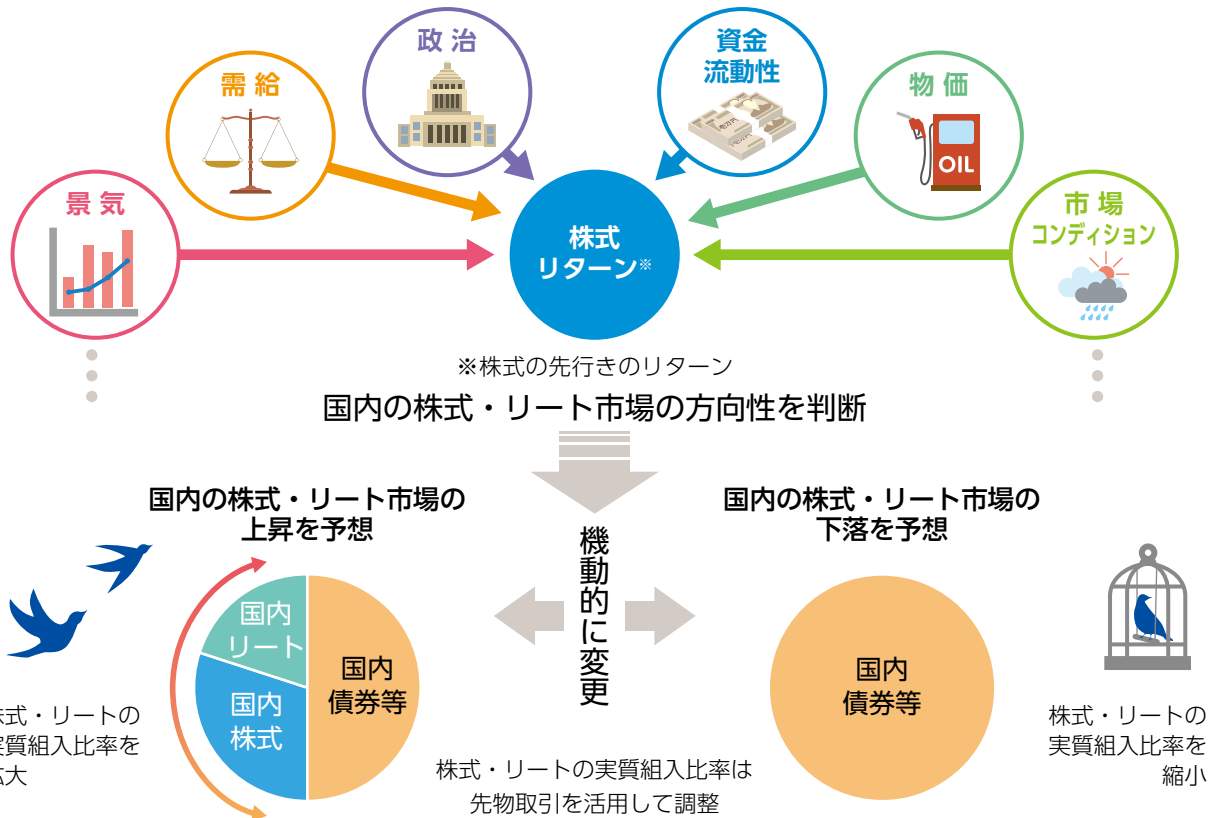 政治
資金
流動性
需給
物価
OIL
景気
市場
コンディション
株式
リターン※
※株式の先行きのリターン
国内の株式・リート市場の方向性を判断
国内の株式・リート市場の
上昇を予想
国内の株式・リート市場の
下落を予想
機動的に変更
国内
リート
国内
株式
国内
債券等
国内
債券等
株式・リートの
実質組入比率を
拡大
株式・リートの
実質組入比率を
縮小
株式・リートの実質組入比率は
先物取引を活用して調整